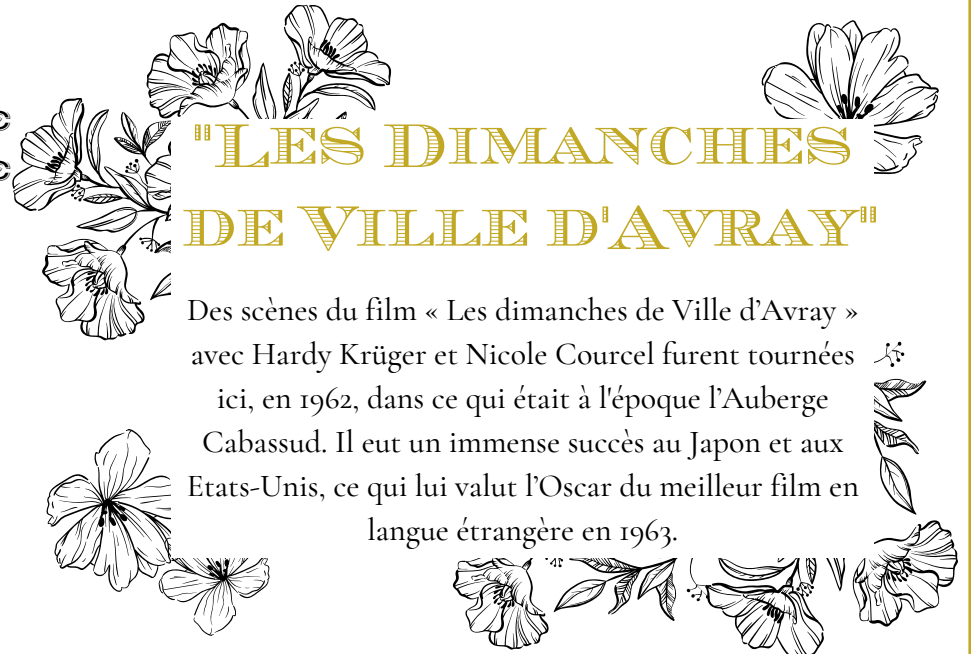 "Les Dimanches
de Ville d'Avray"
Des scènes du film « Les dimanches de Ville d’Avray »
avec Hardy Krüger et Nicole Courcel furent tournées
ici, en 1962, dans ce qui était à l'époque l’Auberge
Cabassud. Il eut un immense succès au Japon et aux
Etats-Unis, ce qui lui valut l’Oscar du meilleur film en
langue étrangère en 1963.